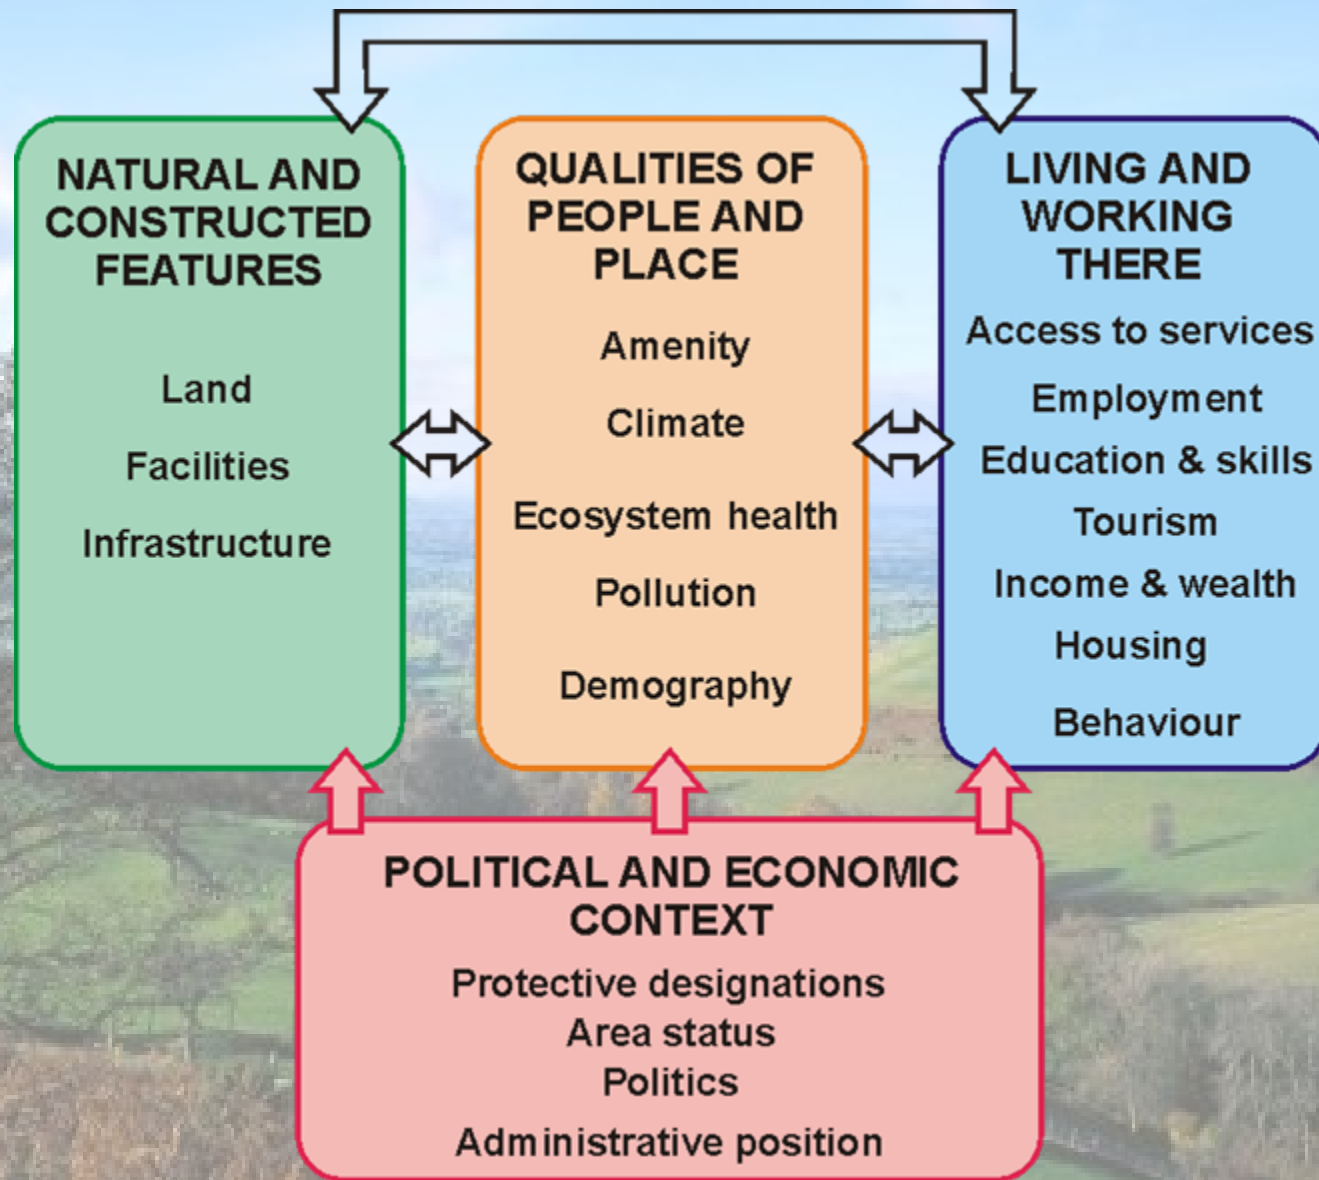 NATURAL AND
CONSTRUCTED
FEATURES
Land
Facilities
Infrastructure
QUALITIES OF
PEOPLE AND
PLACE
Amenity
Climate
Ecosystem health
Pollution
Demography
LIVING AND
WORKING
THERE
Access to services
Employment
Education & skills
Tourism
Income & wealth
Housing
Behaviour
POLITICAL AND ECONOMIC
CONTEXT
Protective designations
Area status
Politics
Administrative position